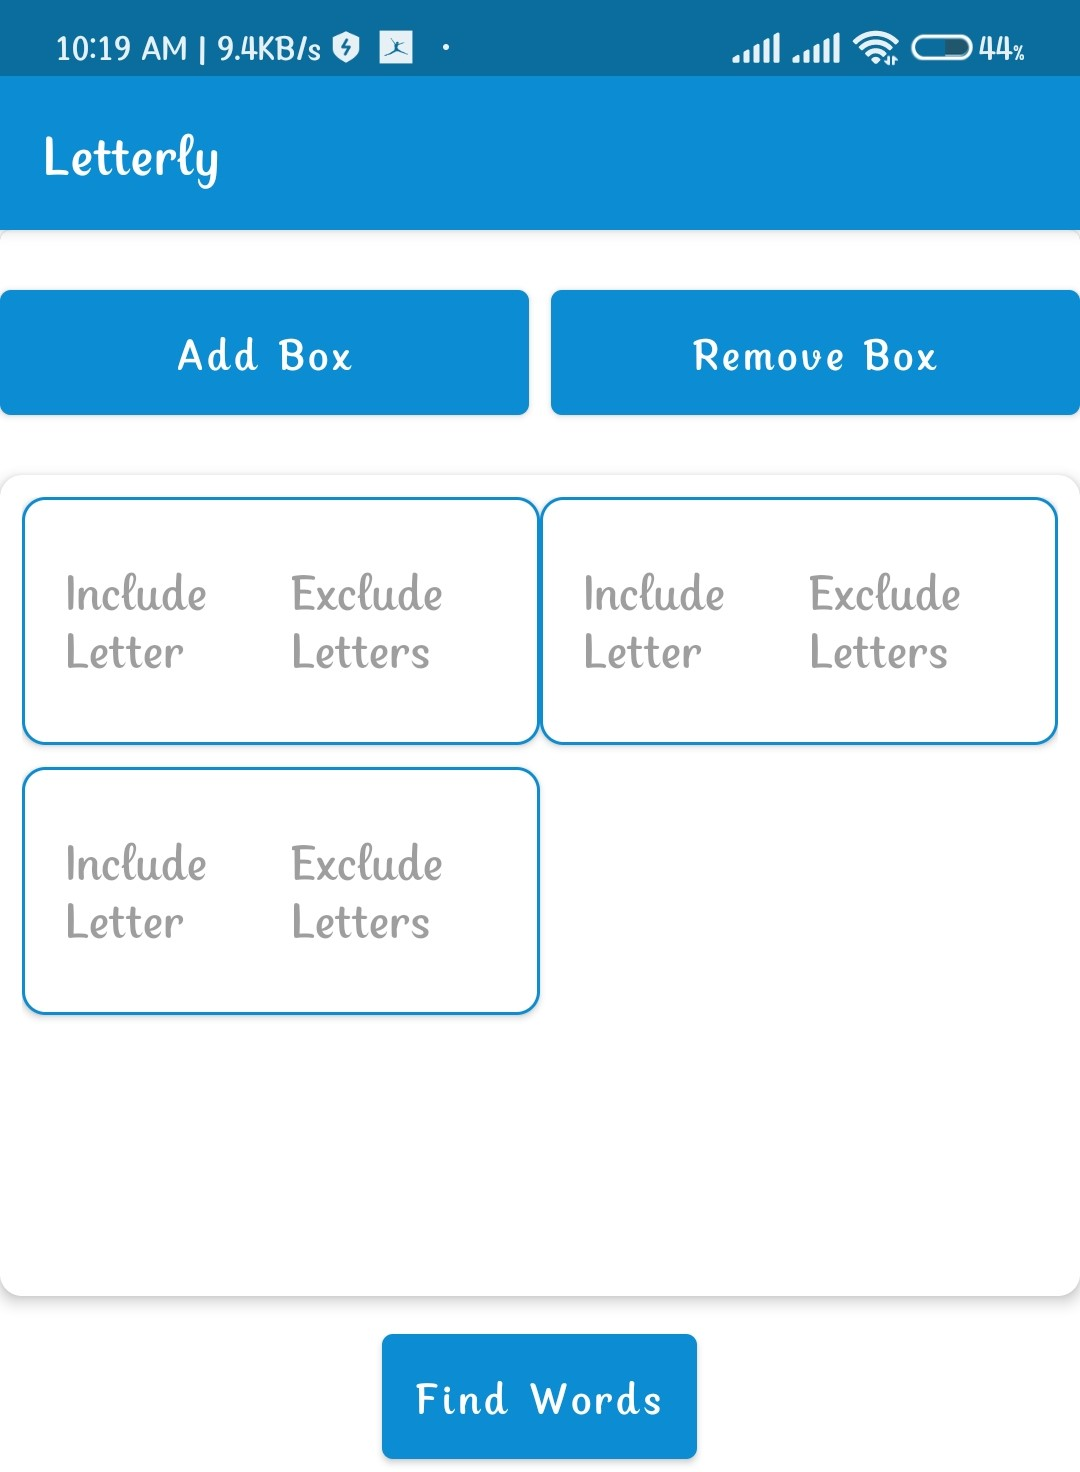 10:19 AM | 9.4KB/s 44%
Letterly
Add Box Remove Box
Include Exclude Include Exclude
Letter Letters Letter Letters
Include Exclude
Letter Letters
Find Words